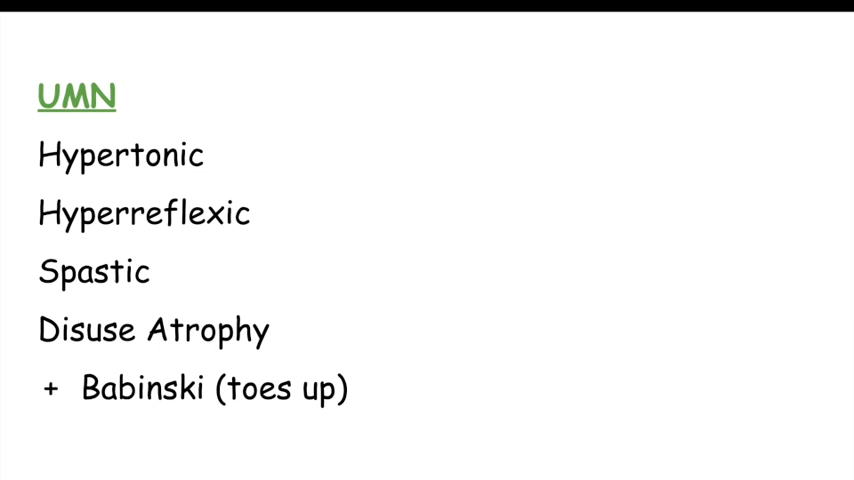 UMN
Hypertonic
Hyperreflexic
Spastic
Disuse Atrophy
+ Babinski (toes up)